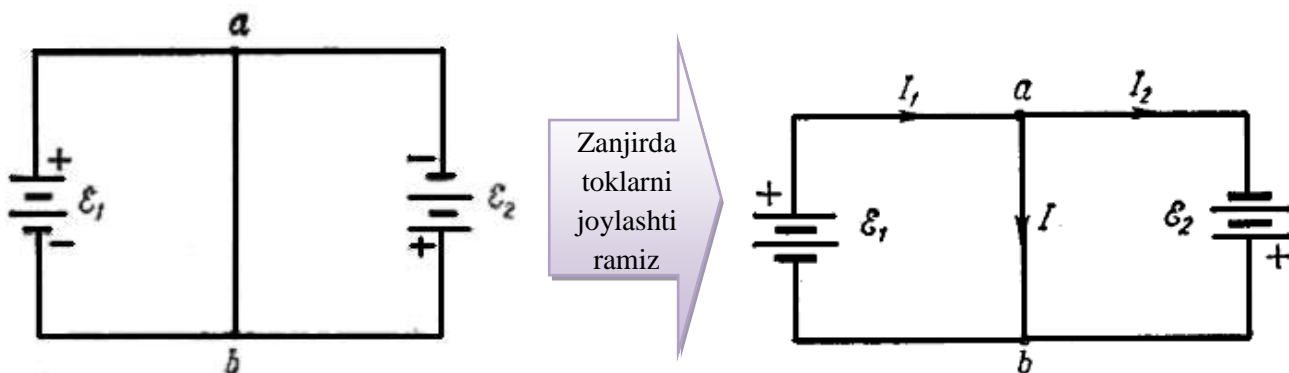 a
+
ℰ₁
−
−
ℰ₂
+
b
Zanjirda
toklarni
joylashti
ramiz
I₁
a
I₂
+
ℰ₁
I
ℰ₂
+
b